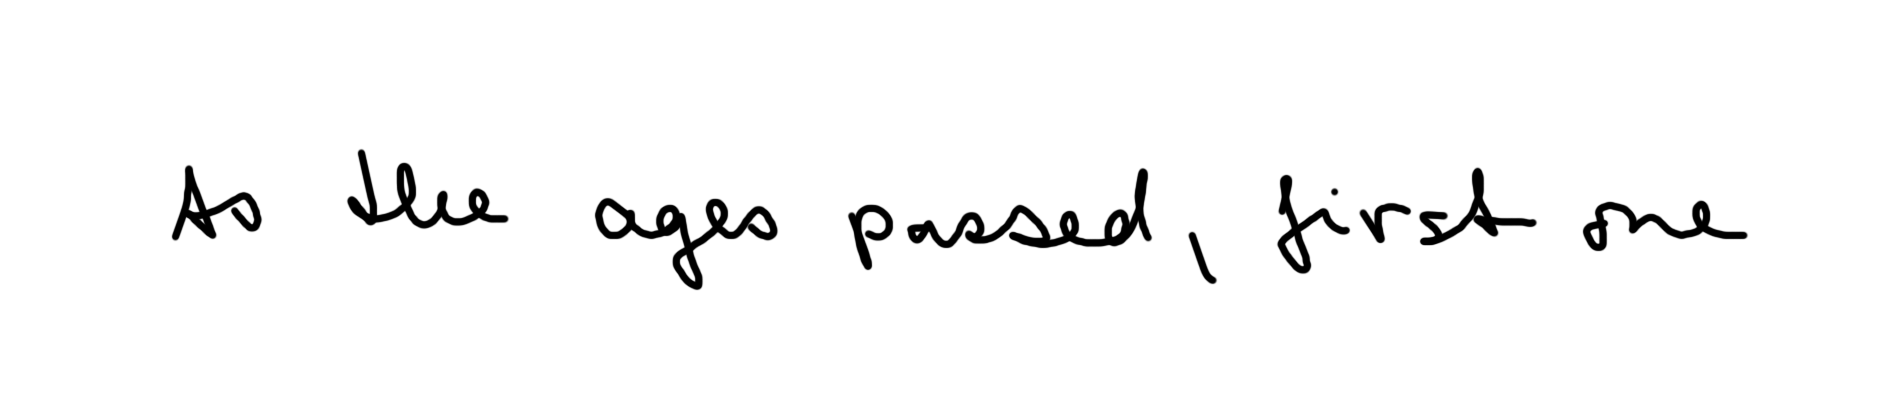 As the ages passed, first one